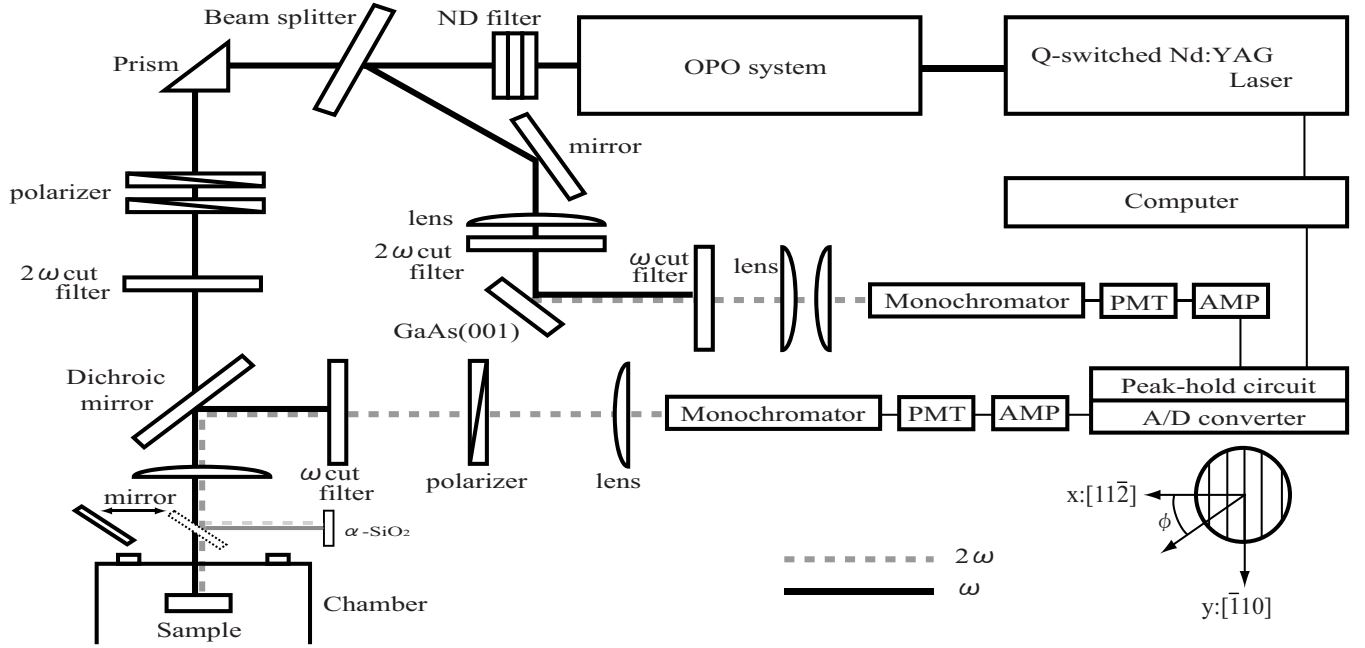 Beam splitter
ND filter
Prism
OPO system
Q-switched Nd:YAG
Laser
mirror
polarizer
Computer
lens
2ω cut
filter
2ω cut
filter
ω cut
filter
lens
Monochromator
PMT
AMP
GaAs(001)
Dichroic
mirror
Peak-hold circuit
A/D converter
Monochromator
PMT
AMP
ω cut
filter
polarizer
lens
mirror
α-SiO₂
x:[112̅]
ϕ
2ω
ω
y:[1̅10]
Chamber
Sample